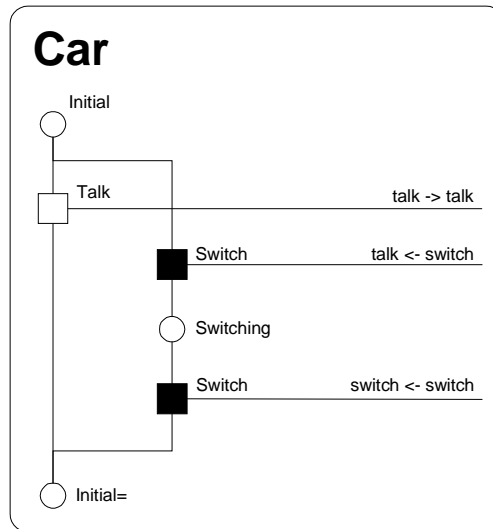 Car
Initial
Talk
talk -> talk
Switch
talk <- switch
Switching
Switch
switch <- switch
Initial=